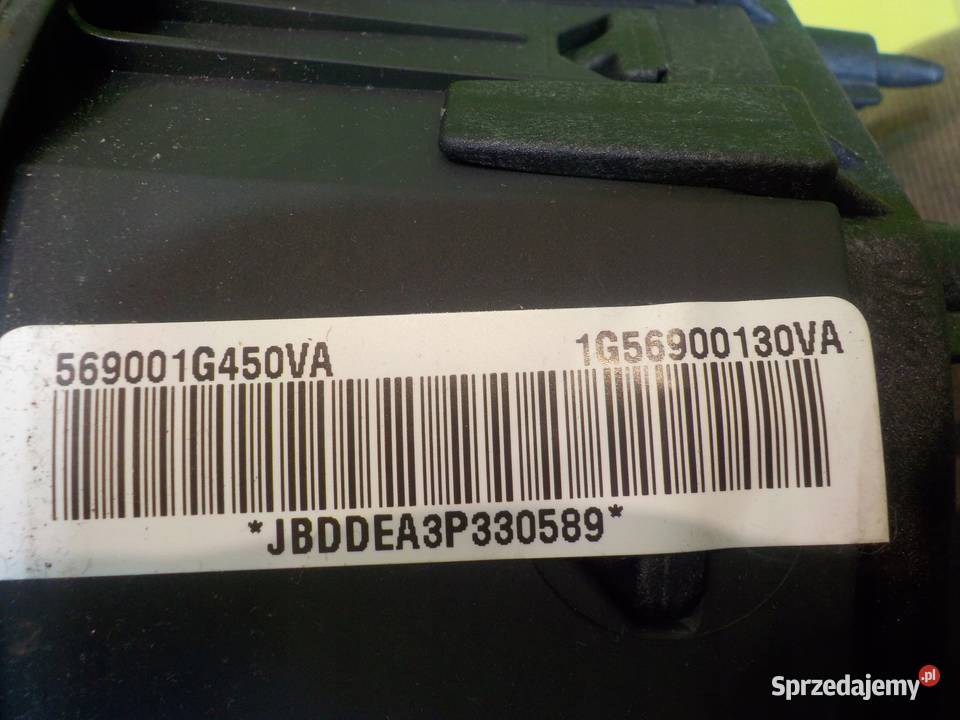 569001G450VA 1G56900130VA
*JBDDEA3P330589*
Sprzedajemy.pl